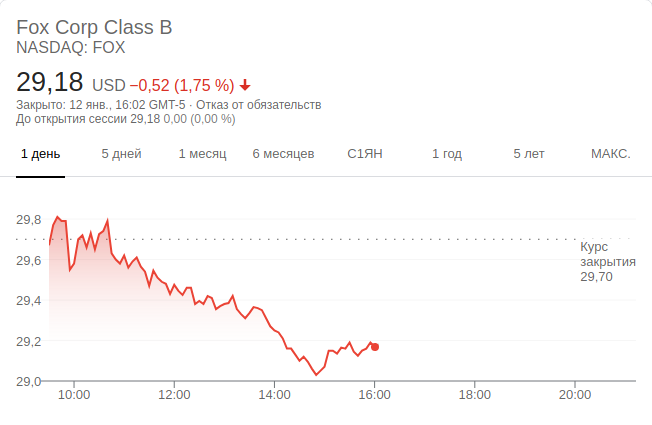 Fox Corp Class B
NASDAQ: FOX
29,18 USD −0,52 (1,75 %)
Закрыто: 12 янв., 16:02 GMT-5 · Отказ от обязательств
До открытия сессии 29,18 0,00 (0,00 %)
1 день 5 дней 1 месяц 6 месяцев С1ЯН 1 год 5 лет МАКС.
29,8
29,6
29,4
29,2
29,0
Курс
закрытия
29,70
10:00 12:00 14:00 16:00 18:00 20:00